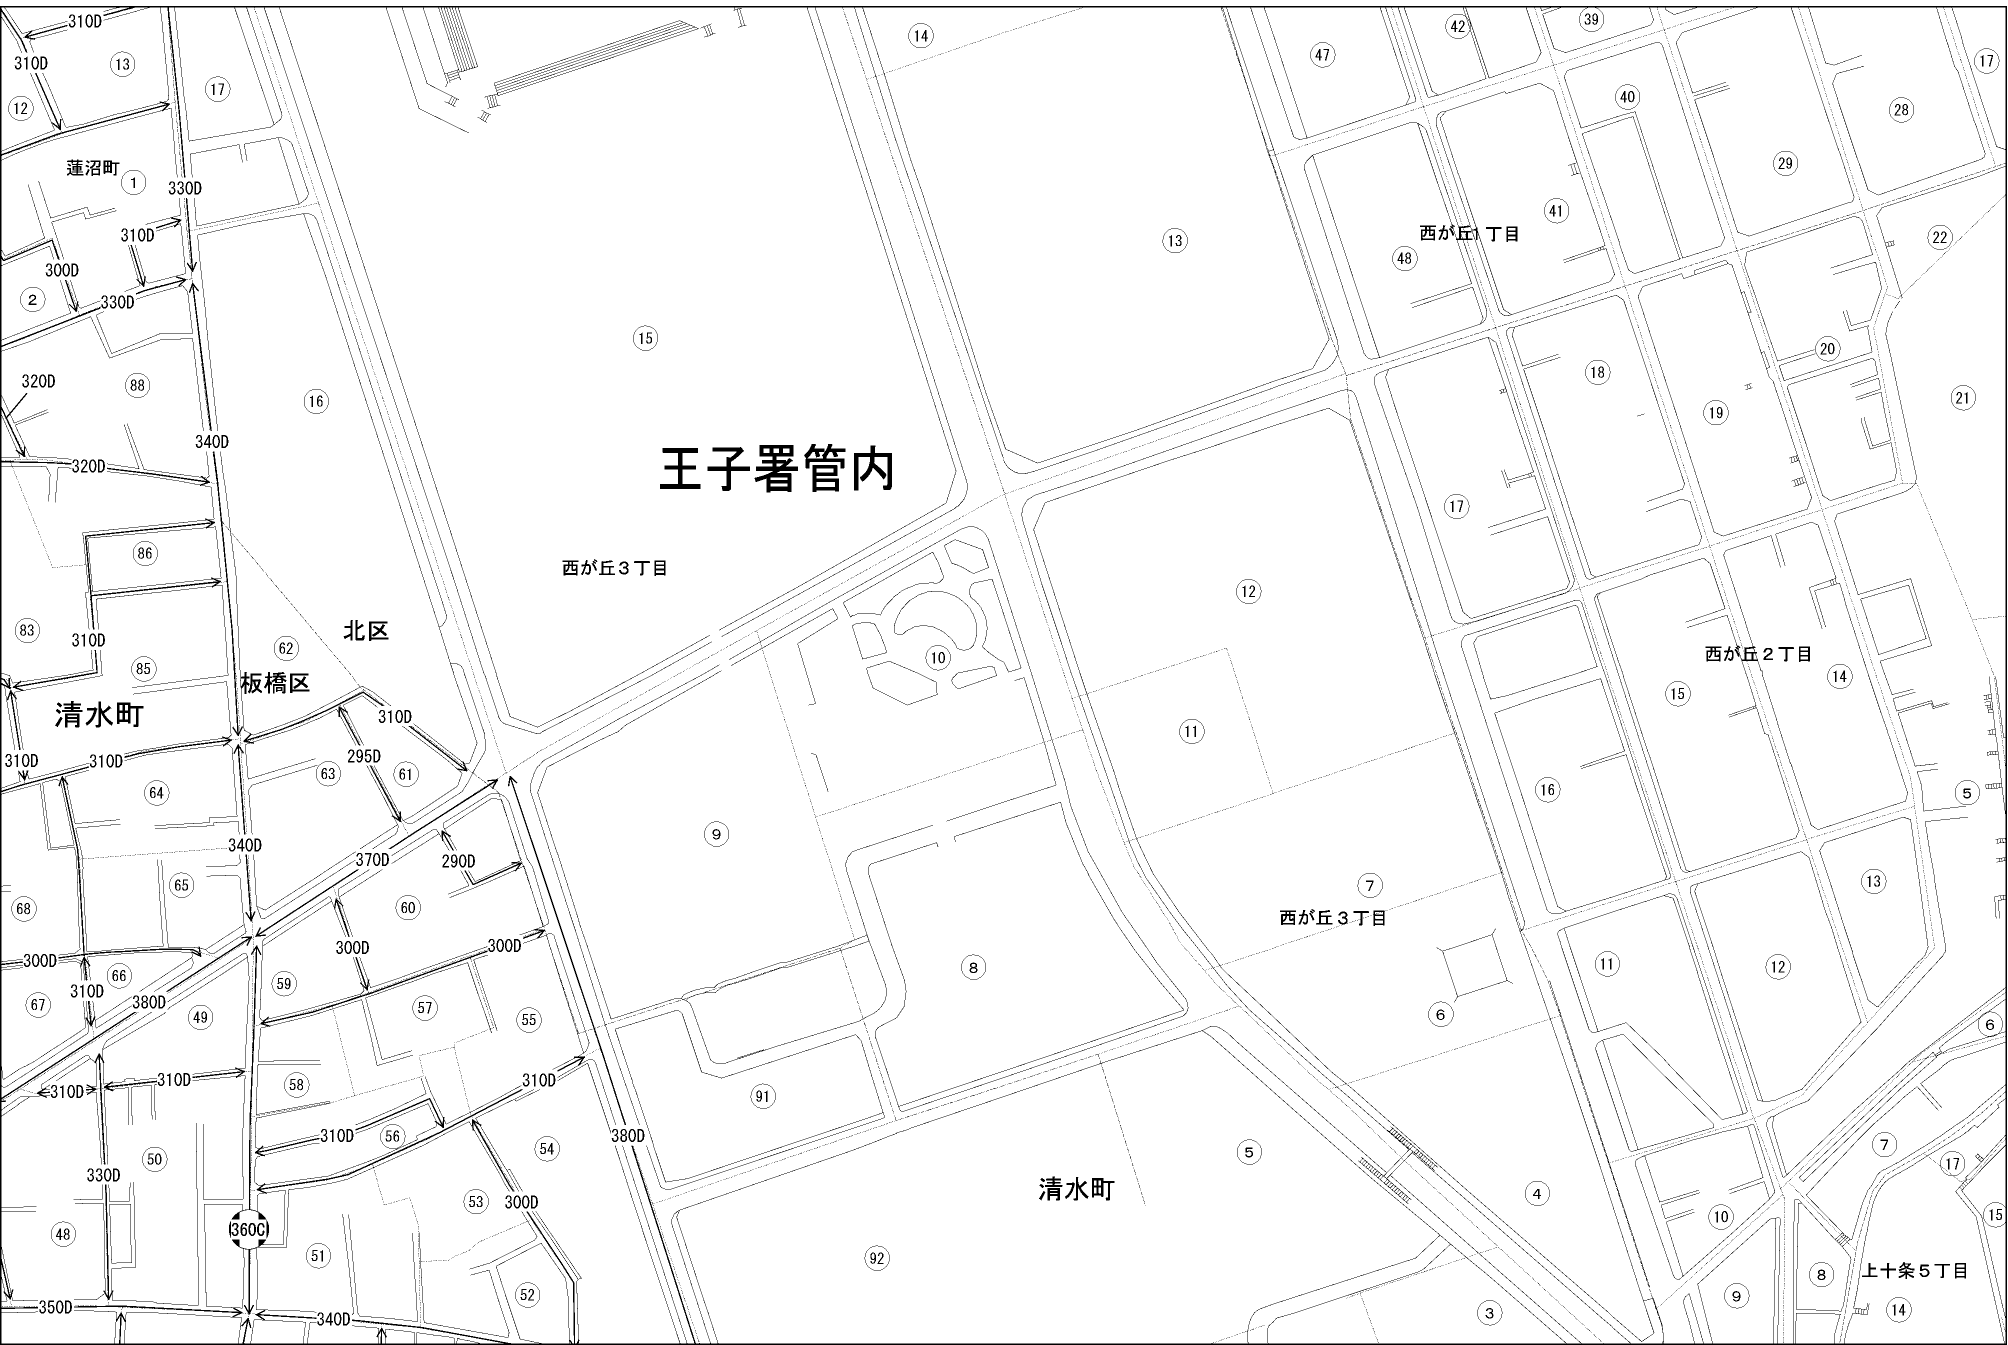 310D
14
39
42
47
310D
13
17
17
12
40
28
蓮沼町
1
29
330D
310D
41
西が丘1丁目
22
13
48
300D
2
330D
15
20
320D
88
18
16
19
21
340D
320D
王子署管内
17
86
西が丘3丁目
12
83
310D
北区
62
10
85
西が丘2丁目
板橋区
14
清水町
15
310D
11
310D
310D
295D
63
61
64
16
5
9
340D
370D
290D
65
7
13
68
60
西が丘3丁目
300D
300D
300D
11
12
8
66
59
310D
67
380D
57
49
55
6
6
310D
310D
58
310D
91
310D
56
380D
7
54
50
5
17
330D
清水町
4
53
300D
15
10
360C
48
51
92
上十条5丁目
8
52
9
14
350D
340D
3